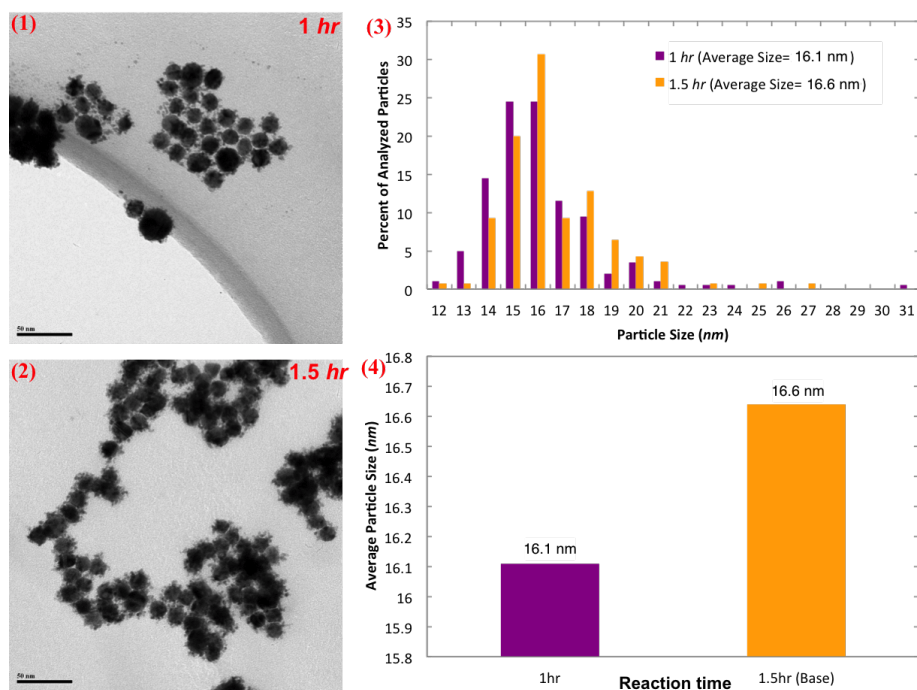 (1)
1 hr
50 nm
(2)
1.5 hr
50 nm
(3)
Percent of Analyzed Particles
35
30
25
20
15
10
5
0
1 hr (Average Size= 16.1 nm)
1.5 hr (Average Size= 16.6 nm)
12 13 14 15 16 17 18 19 20 21 22 23 24 25 26 27 28 29 30 31
Particle Size (nm)
(4)
Average Particle Size (nm)
16.8
16.7
16.6
16.5
16.4
16.3
16.2
16.1
16
15.9
15.8
16.1 nm
16.6 nm
1hr
Reaction time
1.5hr (Base)